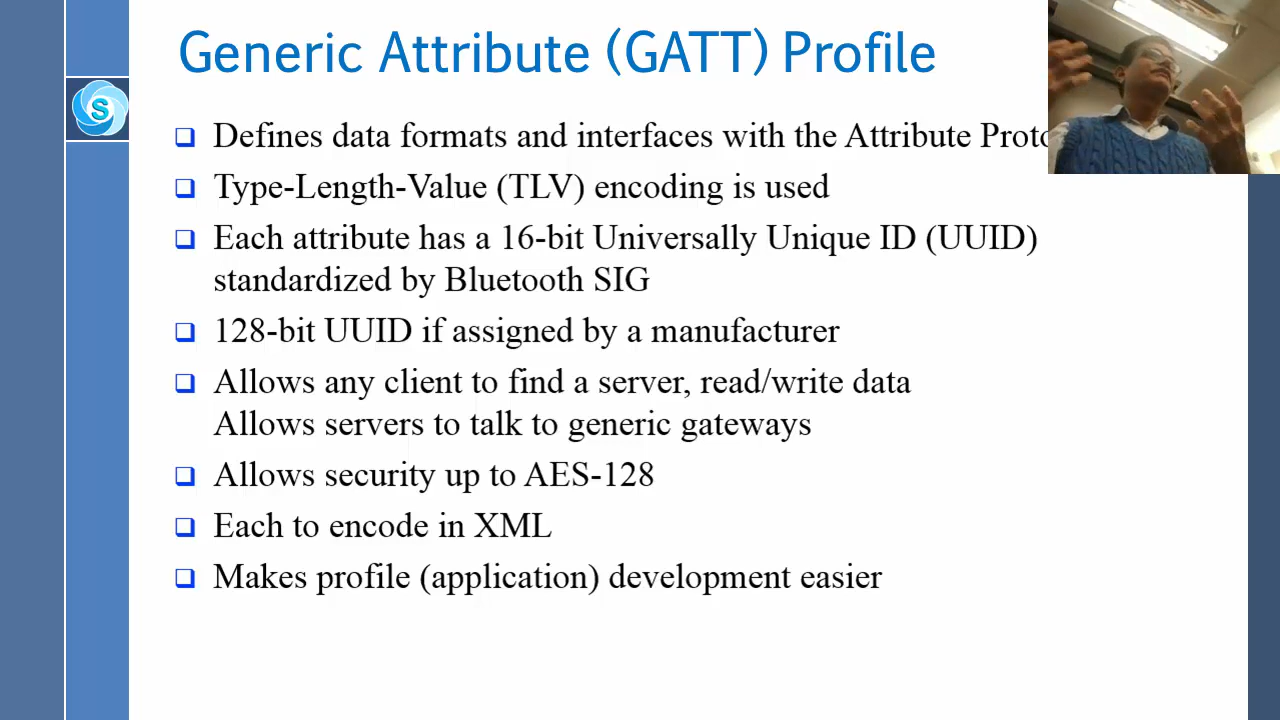 Generic Attribute (GATT) Profile
S
Defines data formats and interfaces with the Attribute
Type-Length-Value (TLV) encoding is used
Each attribute has a 16-bit Universally Unique ID (UUID)
standardized by Bluetooth SIG
128-bit UUID if assigned by a manufacturer
Allows any client to find a server, read/write data
Allows servers to talk to generic gateways
Allows security up to AES-128
Each to encode in XML
Makes profile (application) development easier